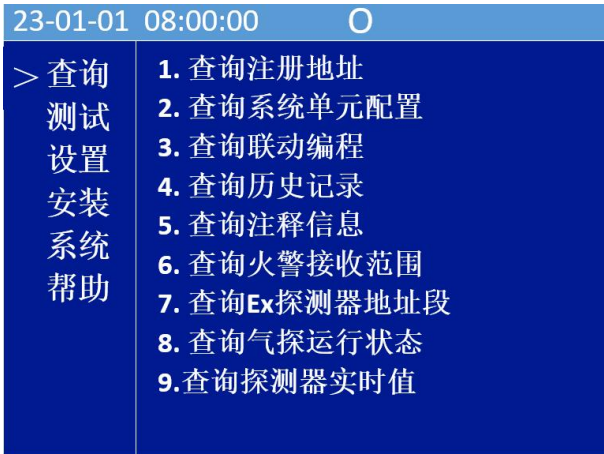 23-01-01 08:00:00 O
＞查询
测试
设置
安装
系统
帮助
1. 查询注册地址
2. 查询系统单元配置
3. 查询联动编程
4. 查询历史记录
5. 查询注释信息
6. 查询火警接收范围
7. 查询Ex探测器地址段
8. 查询气探运行状态
9.查询探测器实时值